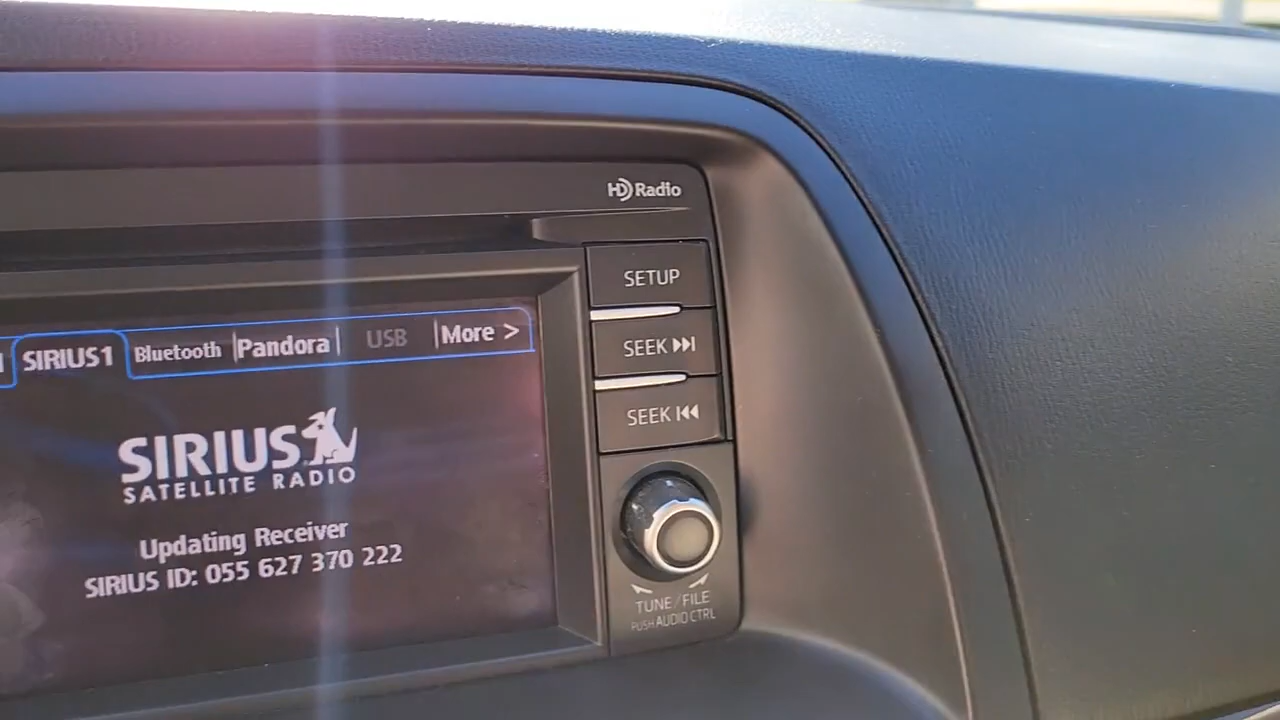 HD Radio
SETUP
SEEK
SEEK
SIRIUS1 Bluetooth Pandora USB More >
SIRIUS
SATELLITE RADIO
Updating Receiver
SIRIUS ID: 055 627 370 222
TUNE/FILE
PUSH AUDIO CTRL